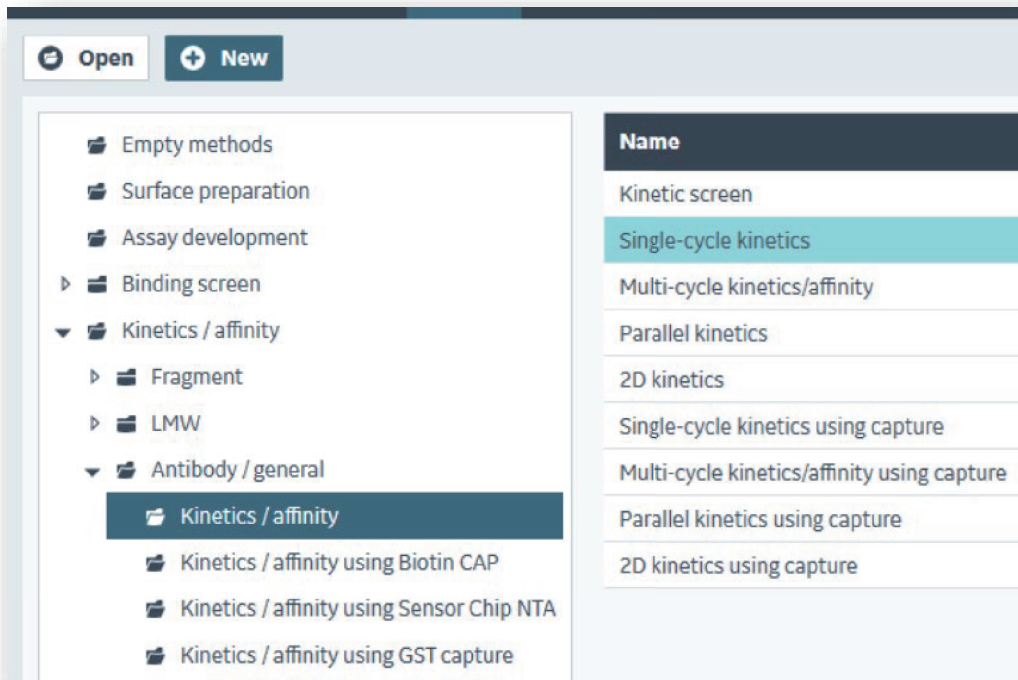 Open
New
Empty methods
Surface preparation
Assay development
Binding screen
Kinetics / affinity
Fragment
LMW
Antibody / general
Kinetics / affinity
Kinetics / affinity using Biotin CAP
Kinetics / affinity using Sensor Chip NTA
Kinetics / affinity using GST capture
Name
Kinetic screen
Single-cycle kinetics
Multi-cycle kinetics/affinity
Parallel kinetics
2D kinetics
Single-cycle kinetics using capture
Multi-cycle kinetics/affinity using capture
Parallel kinetics using capture
2D kinetics using capture